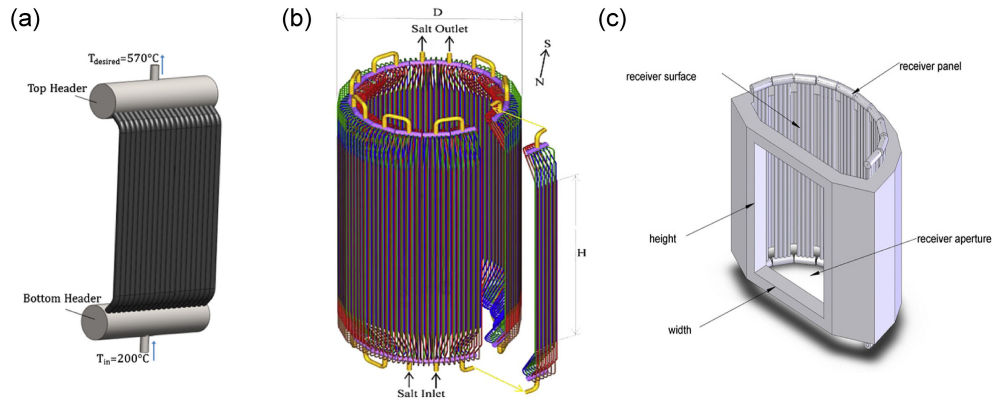 (a)
T_desired=570°C
Top Header
Bottom Header
T_in=200°C
(b)
D
Salt Outlet
S
N
H
Salt Inlet
(c)
receiver surface
receiver panel
height
receiver aperture
width